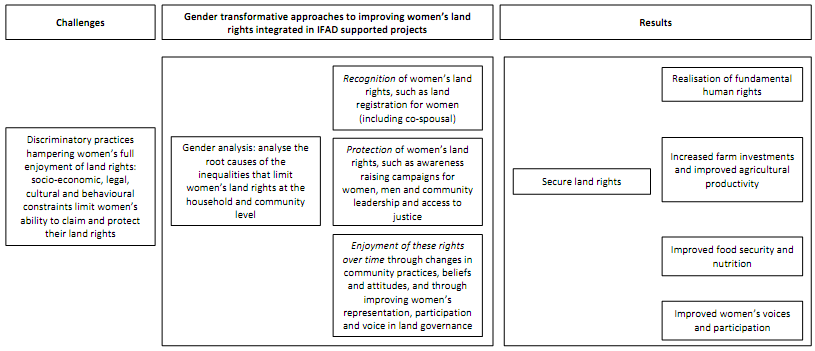 Challenges
Gender transformative approaches to improving women's land
rights integrated in IFAD supported projects
Results
Discriminatory practices
hampering women's full
enjoyment of land rights:
socio-economic, legal,
cultural and behavioural
constraints limit women's
ability to claim and protect
their land rights
Gender analysis: analyse the
root causes of the
inequalities that limit
women's land rights at the
household and community
level
Recognition of women's land
rights, such as land
registration for women
(including co-spousal)
Protection of women's land
rights, such as awareness
raising campaigns for
women, men and community
leadership and access to
justice
Enjoyment of these rights
over time through changes in
community practices, beliefs
and attitudes, and through
improving women's
representation, participation
and voice in land governance
Secure land rights
Realisation of fundamental
human rights
Increased farm investments
and improved agricultural
productivity
Improved food security and
nutrition
Improved women's voices
and participation